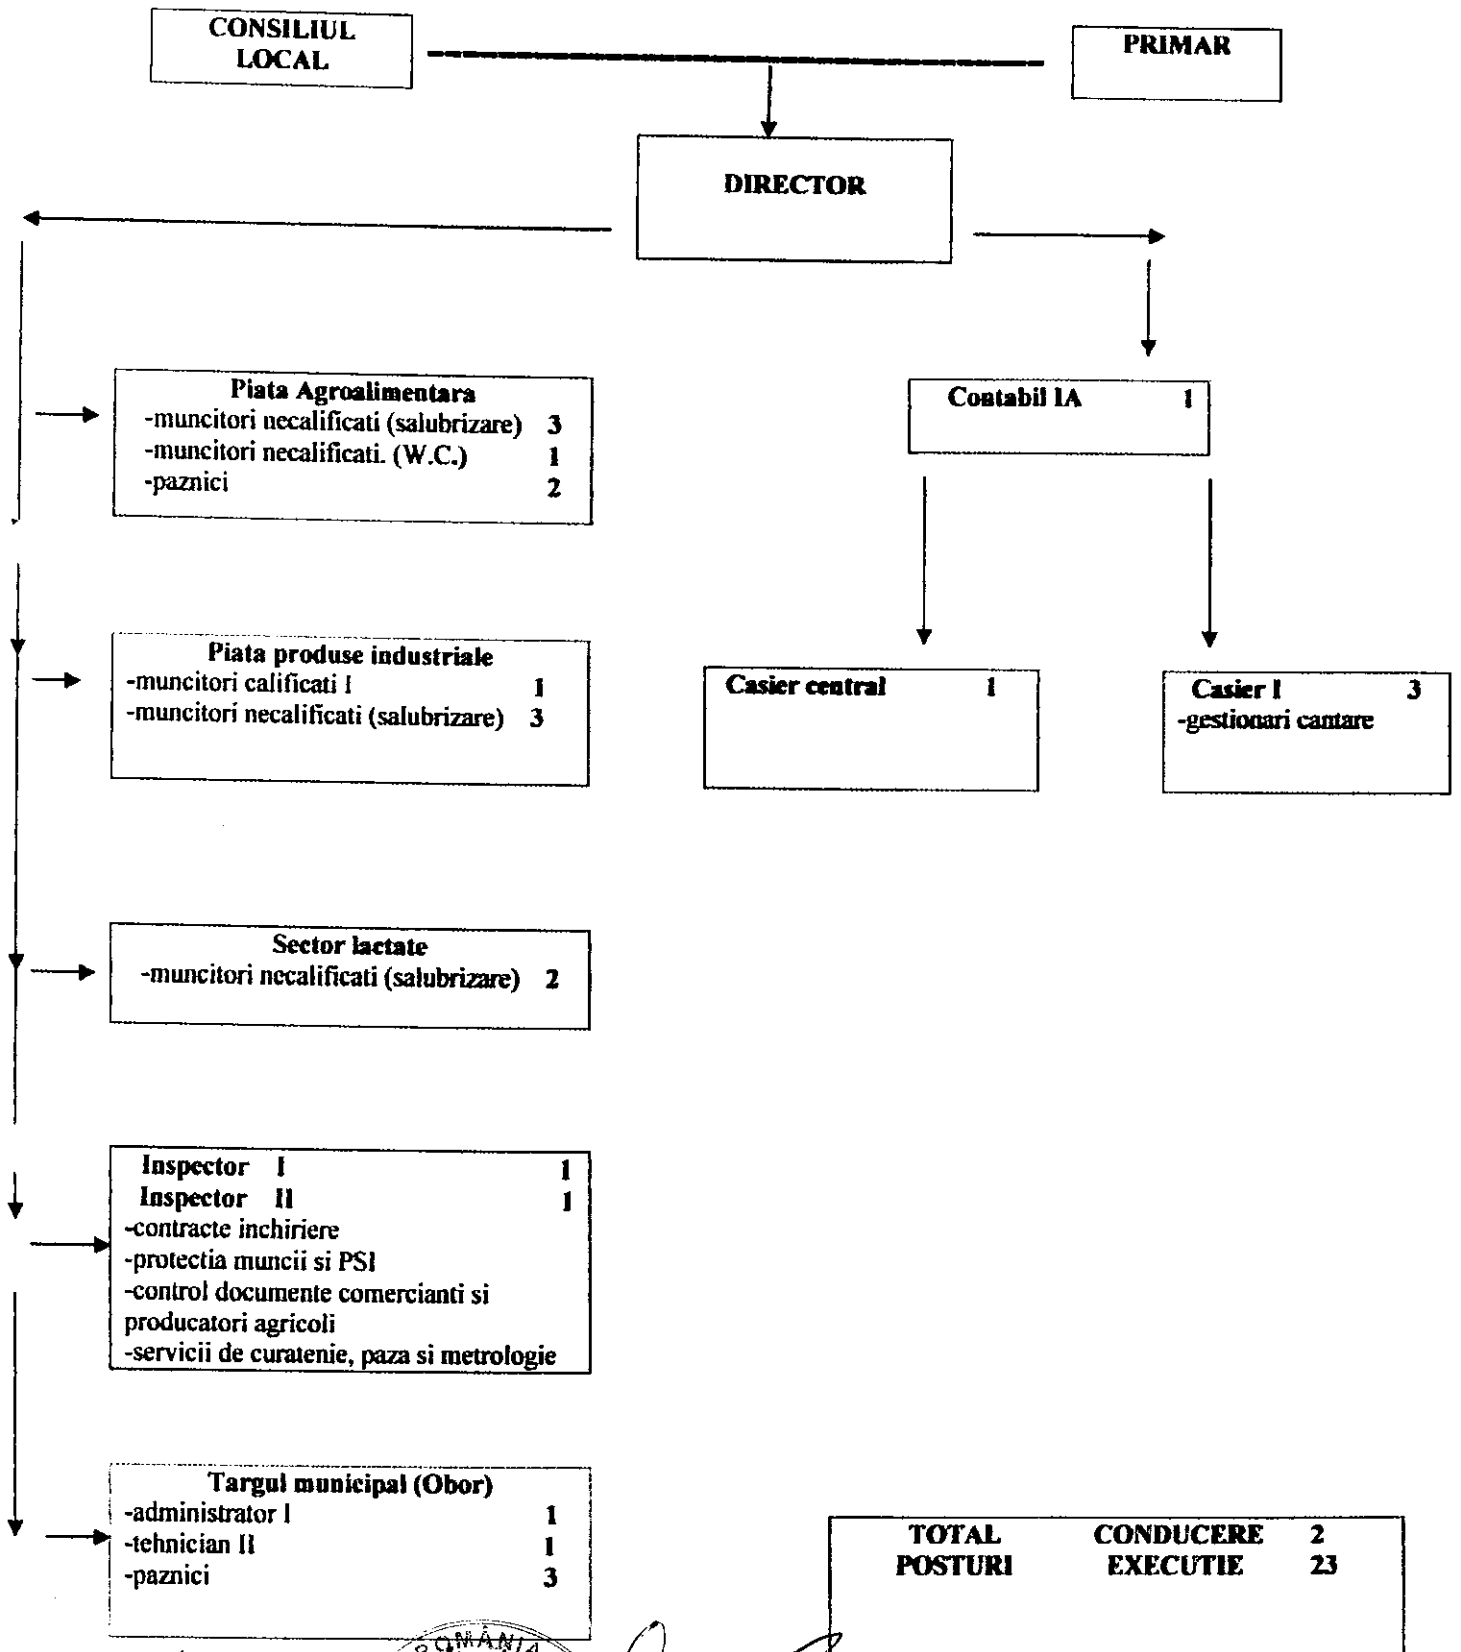 CONSILIUL
LOCAL
PRIMAR
DIRECTOR
Piata Agroalimentara
-muncitori necalificati (salubrizare) 3
-muncitori necalificati. (W.C.) 1
-paznici 2
Contabil IA 1
Piata produse industriale
-muncitori calificati I 1
-muncitori necalificati (salubrizare) 3
Casier central 1
Casier I 3
-gestionari cantare
Sector lactate
-muncitori necalificati (salubrizare) 2
Inspector I 1
Inspector II 1
-contracte inchiriere
-protectia muncii si PSI
-control documente comercianti si
producatori agricoli
-servicii de curatenie, paza si metrologie
Targul municipal (Obor)
-administrator I 1
-tehnician II 1
-paznici 3
TOTAL CONDUCERE 2
POSTURI EXECUTIE 23
ROMÂNIA